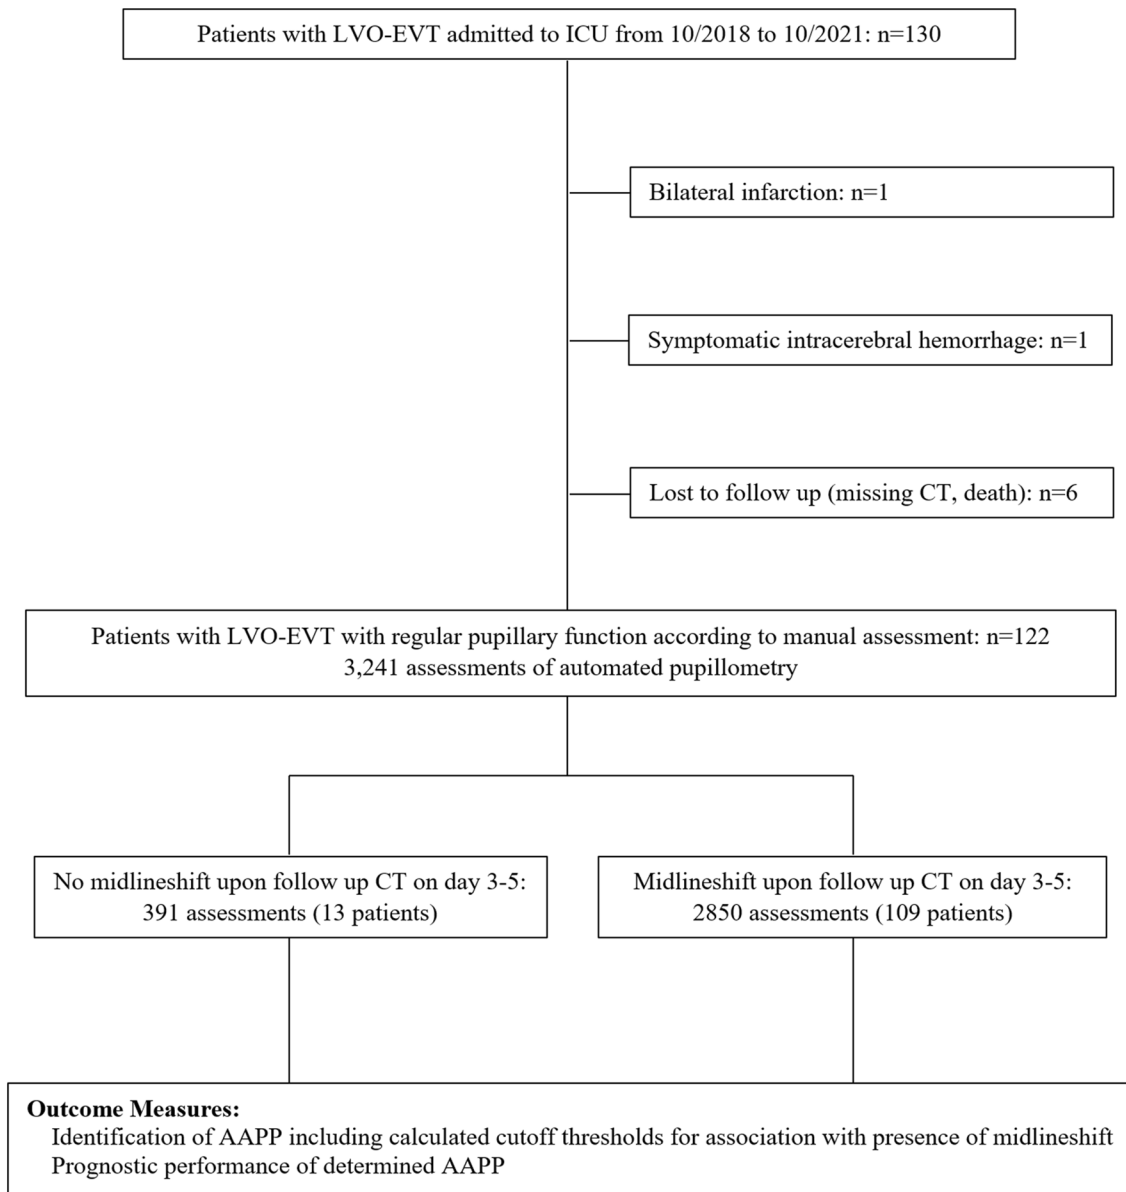 Patients with LVO-EVT admitted to ICU from 10/2018 to 10/2021: n=130
Bilateral infarction: n=1
Symptomatic intracerebral hemorrhage: n=1
Lost to follow up (missing CT, death): n=6
Patients with LVO-EVT with regular pupillary function according to manual assessment: n=122
3,241 assessments of automated pupillometry
No midlineshift upon follow up CT on day 3-5:
391 assessments (13 patients)
Midlineshift upon follow up CT on day 3-5:
2850 assessments (109 patients)
Outcome Measures:
Identification of AAPP including calculated cutoff thresholds for association with presence of midlineshift
Prognostic performance of determined AAPP